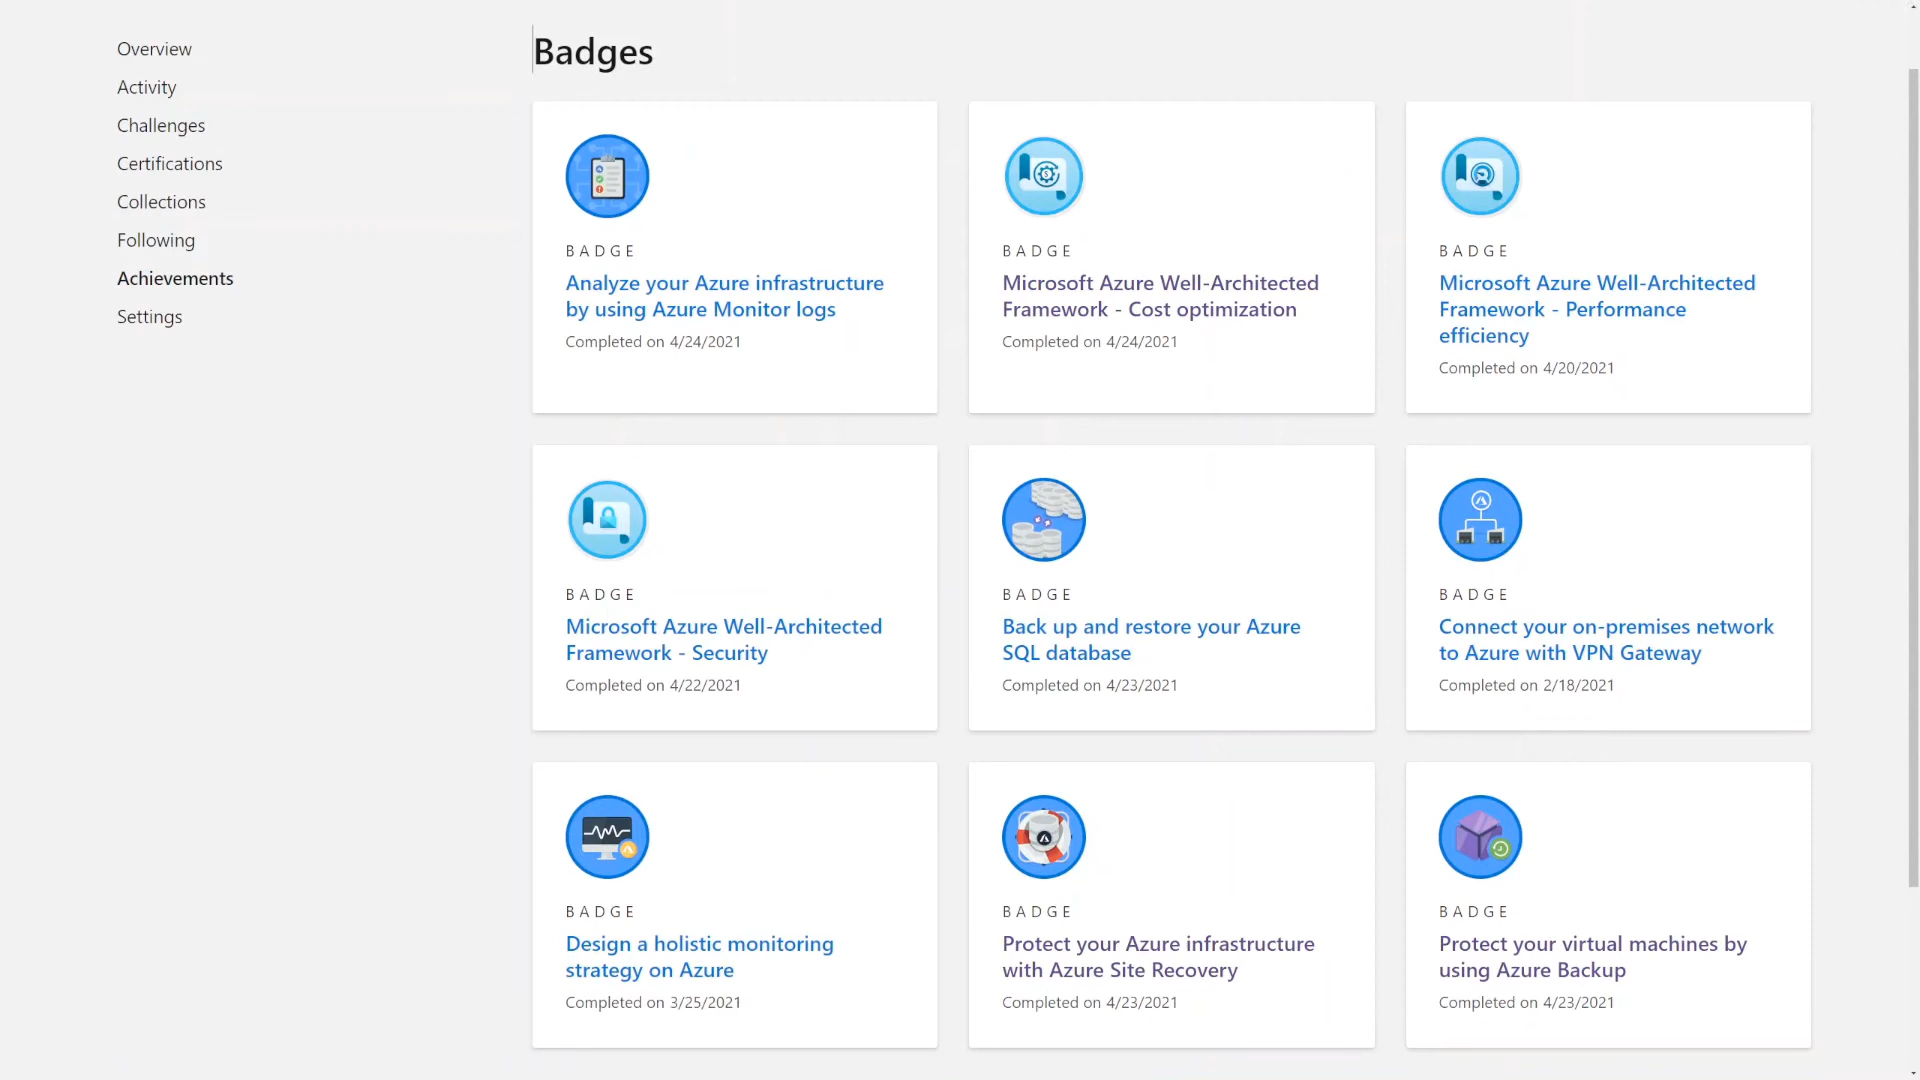 Overview
Activity
Challenges
Certifications
Collections
Following
Achievements
Settings
Badges
BADGE
Analyze your Azure infrastructure
by using Azure Monitor logs
Completed on 4/24/2021
BADGE
Microsoft Azure Well-Architected
Framework - Cost optimization
Completed on 4/24/2021
BADGE
Microsoft Azure Well-Architected
Framework - Performance
efficiency
Completed on 4/20/2021
BADGE
Microsoft Azure Well-Architected
Framework - Security
Completed on 4/22/2021
BADGE
Back up and restore your Azure
SQL database
Completed on 4/23/2021
BADGE
Connect your on-premises network
to Azure with VPN Gateway
Completed on 2/18/2021
BADGE
Design a holistic monitoring
strategy on Azure
Completed on 3/25/2021
BADGE
Protect your Azure infrastructure
with Azure Site Recovery
Completed on 4/23/2021
BADGE
Protect your virtual machines by
using Azure Backup
Completed on 4/23/2021